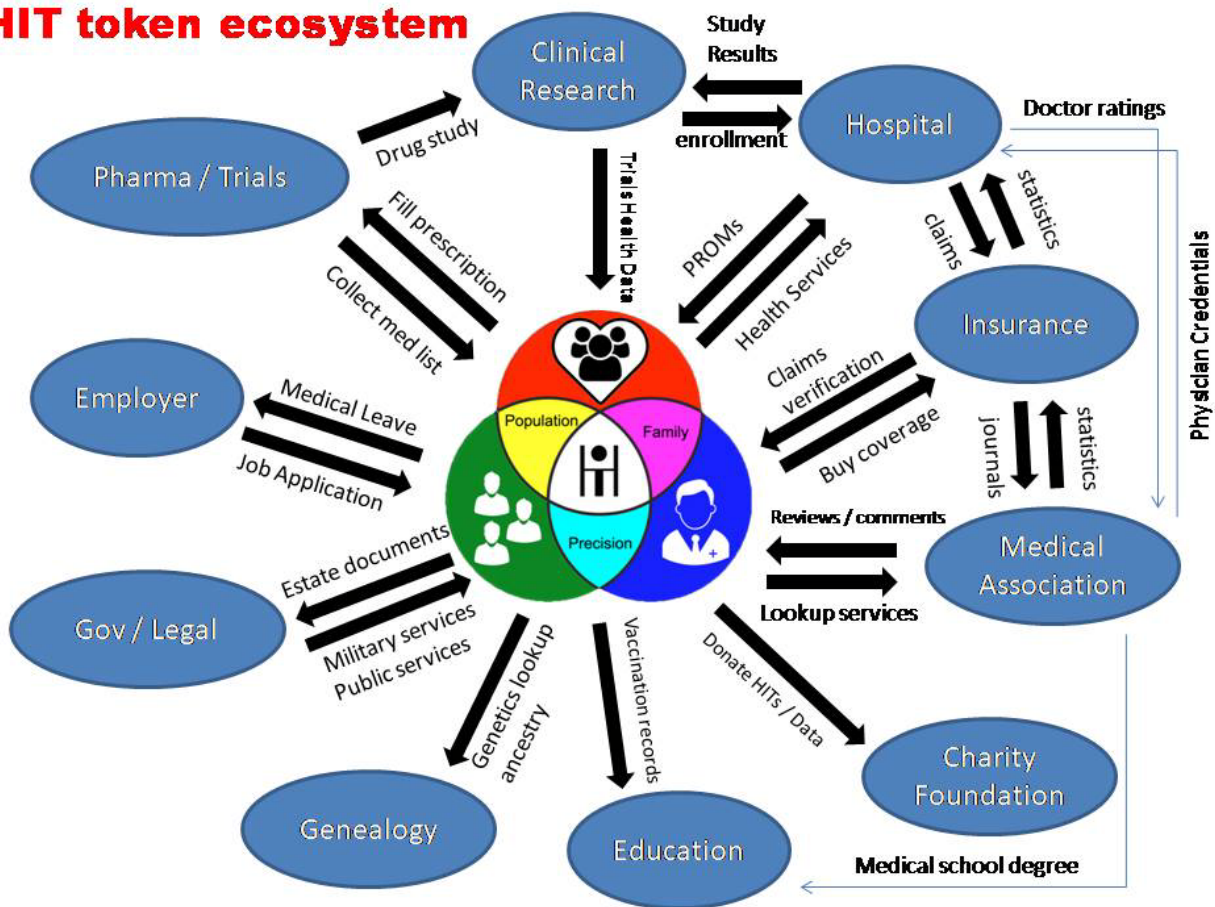 HIT token ecosystem
Clinical
Research
Study
Results
enrollment
Hospital
Doctor ratings
Pharma / Trials
Drug study
Fill prescription
Collect med list
Trials Health Data
PROMs
Health Services
claims
statistics
Physician Credentials
Insurance
Claims
verification
Buy coverage
journals
statistics
Employer
Medical Leave
Job Application
Population
Family
Precision
Reviews / comments
Lookup services
Medical
Association
Gov / Legal
Estate documents
Military services
Public services
Genetics lookup
ancestry
Vaccination records
Donate HITs / Data
Charity
Foundation
Genealogy
Education
Medical school degree